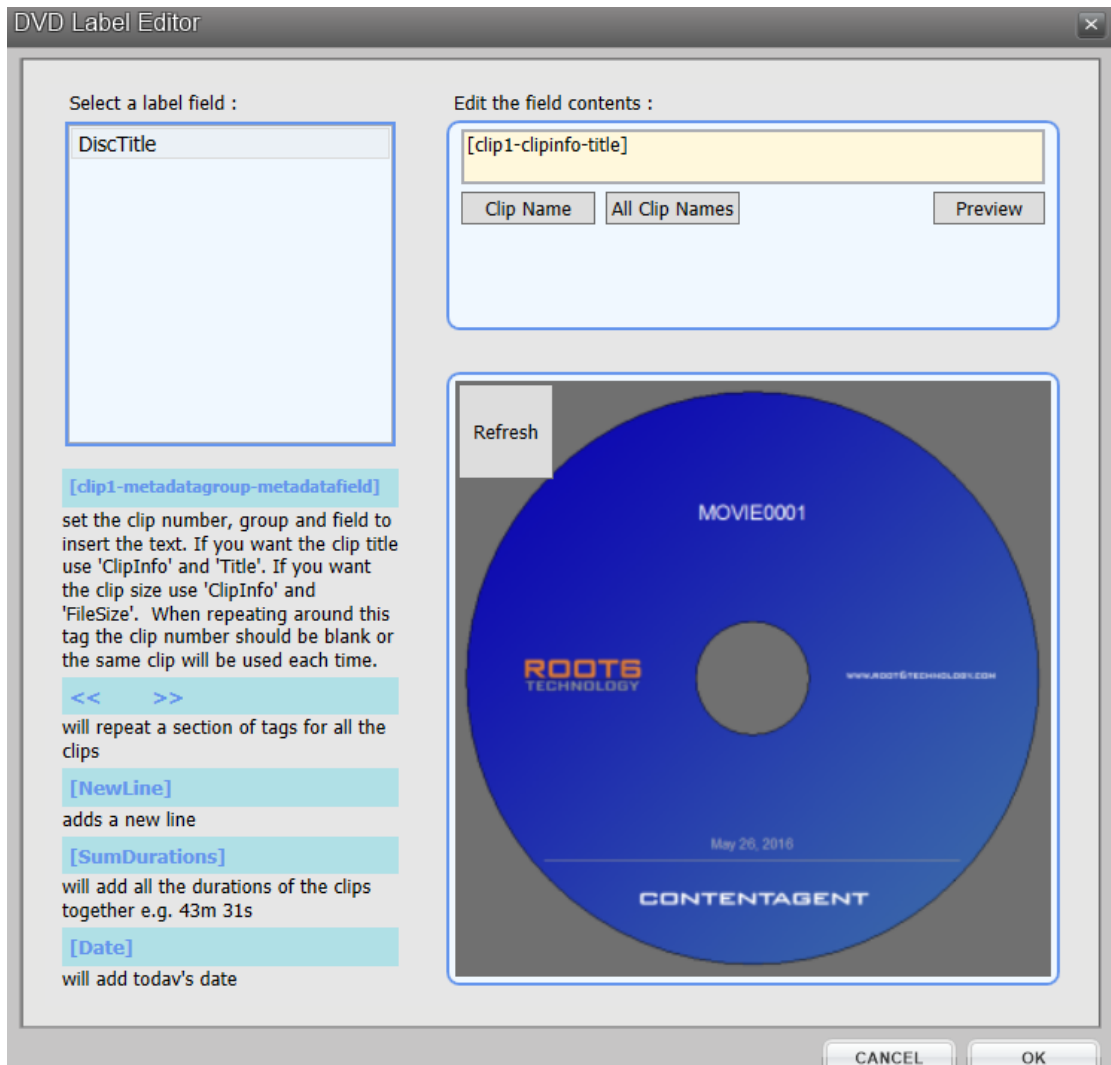 DVD Label Editor
Select a label field :
DiscTitle
[clip1-metadatagroup-metadatafield]
set the clip number, group and field to
insert the text. If you want the clip title
use 'ClipInfo' and 'Title'. If you want
the clip size use 'ClipInfo' and
'FileSize'.  When repeating around this
tag the clip number should be blank or
the same clip will be used each time.
<< >>
will repeat a section of tags for all the
clips
[NewLine]
adds a new line
[SumDurations]
will add all the durations of the clips
together e.g. 43m 31s
[Date]
will add today's date
Edit the field contents :
[clip1-clipinfo-title]
Clip Name All Clip Names Preview
Refresh
MOVIE0001
ROOT6
TECHNOLOGY
WWW.ROOT6TECHNOLOGY.COM
May 26, 2016
CONTENTAGENT
CANCEL OK